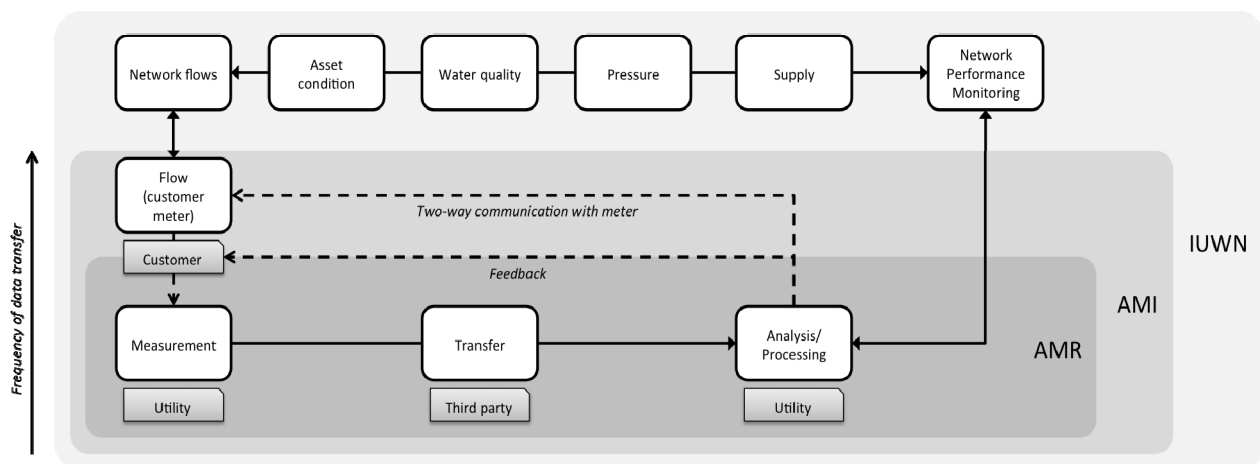 Network flows
Asset
condition
Water quality
Pressure
Supply
Network
Performance
Monitoring
Flow
(customer
meter)
Two-way communication with meter
Customer
Feedback
IUWN
AMI
AMR
Measurement
Transfer
Analysis/
Processing
Utility
Third party
Utility
Frequency of data transfer